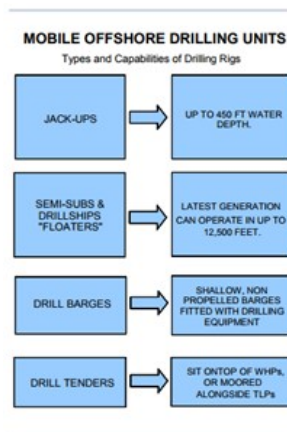 MOBILE OFFSHORE DRILLING UNITS
Types and Capabilities of Drilling Rigs
JACK-UPS
UP TO 450 FT WATER
DEPTH.
SEMI-SUBS &
DRILLSHIPS
"FLOATERS"
LATEST GENERATION
CAN OPERATE IN UP TO
12,500 FEET.
DRILL BARGES
SHALLOW, NON
PROPELLED BARGES
FITTED WITH DRILLING
EQUIPMENT
DRILL TENDERS
SIT ONTOP OF WHPs,
OR MOORED
ALONGSIDE TLPs